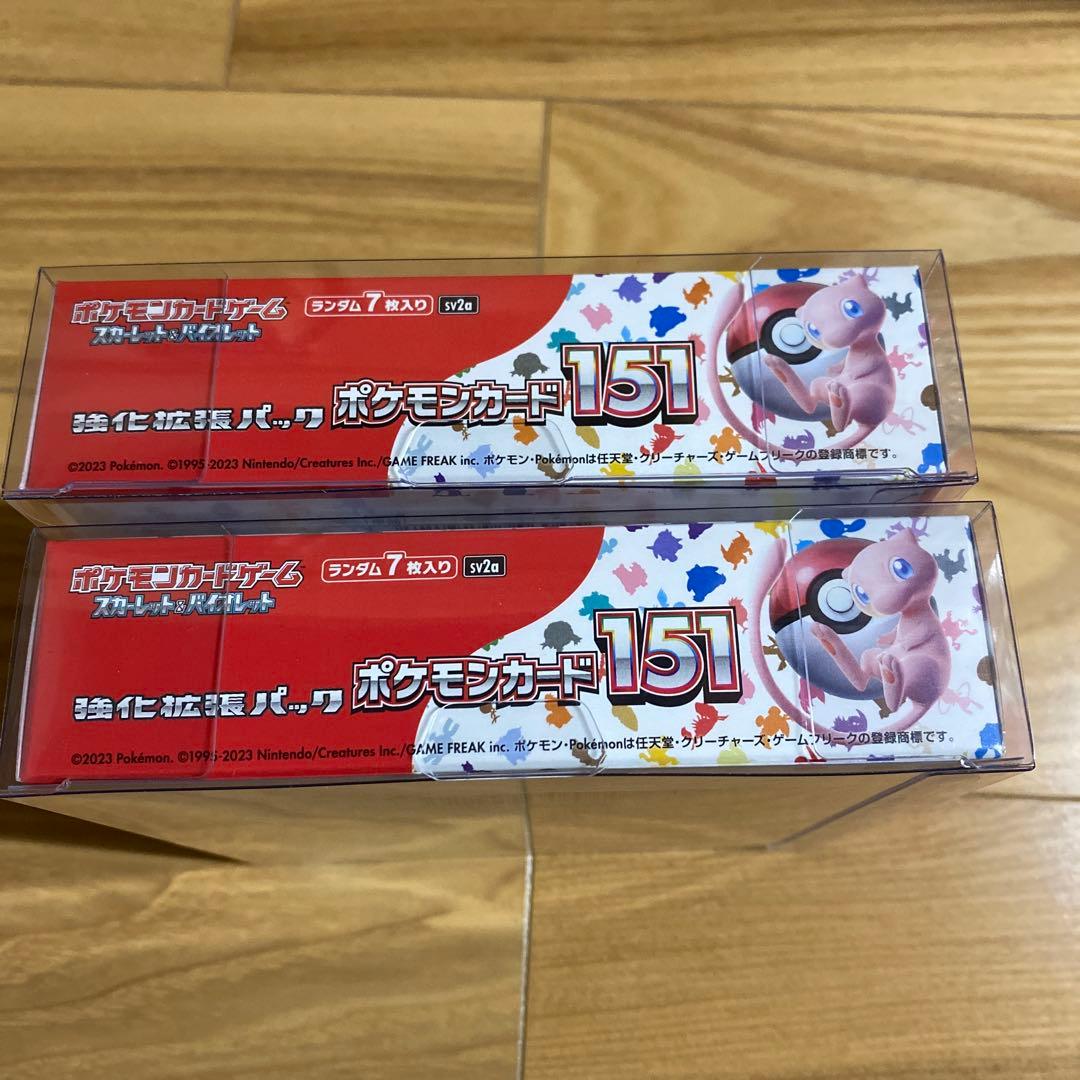 ポケモンカードゲーム
スカーレット&バイオレット
ランダム7枚入り sv2a
強化拡張パック ポケモンカード151
©2023 Pokémon. ©1995-2023 Nintendo/Creatures Inc./GAME FREAK inc. ポケモン・Pokémonは任天堂・クリーチャーズ・ゲームフリークの登録商標です。
ポケモンカードゲーム
スカーレット&バイオレット
ランダム7枚入り sv2a
強化拡張パック ポケモンカード151
©2023 Pokémon. ©1995-2023 Nintendo/Creatures Inc./GAME FREAK inc. ポケモン・Pokémonは任天堂・クリーチャーズ・ゲームフリークの登録商標です。